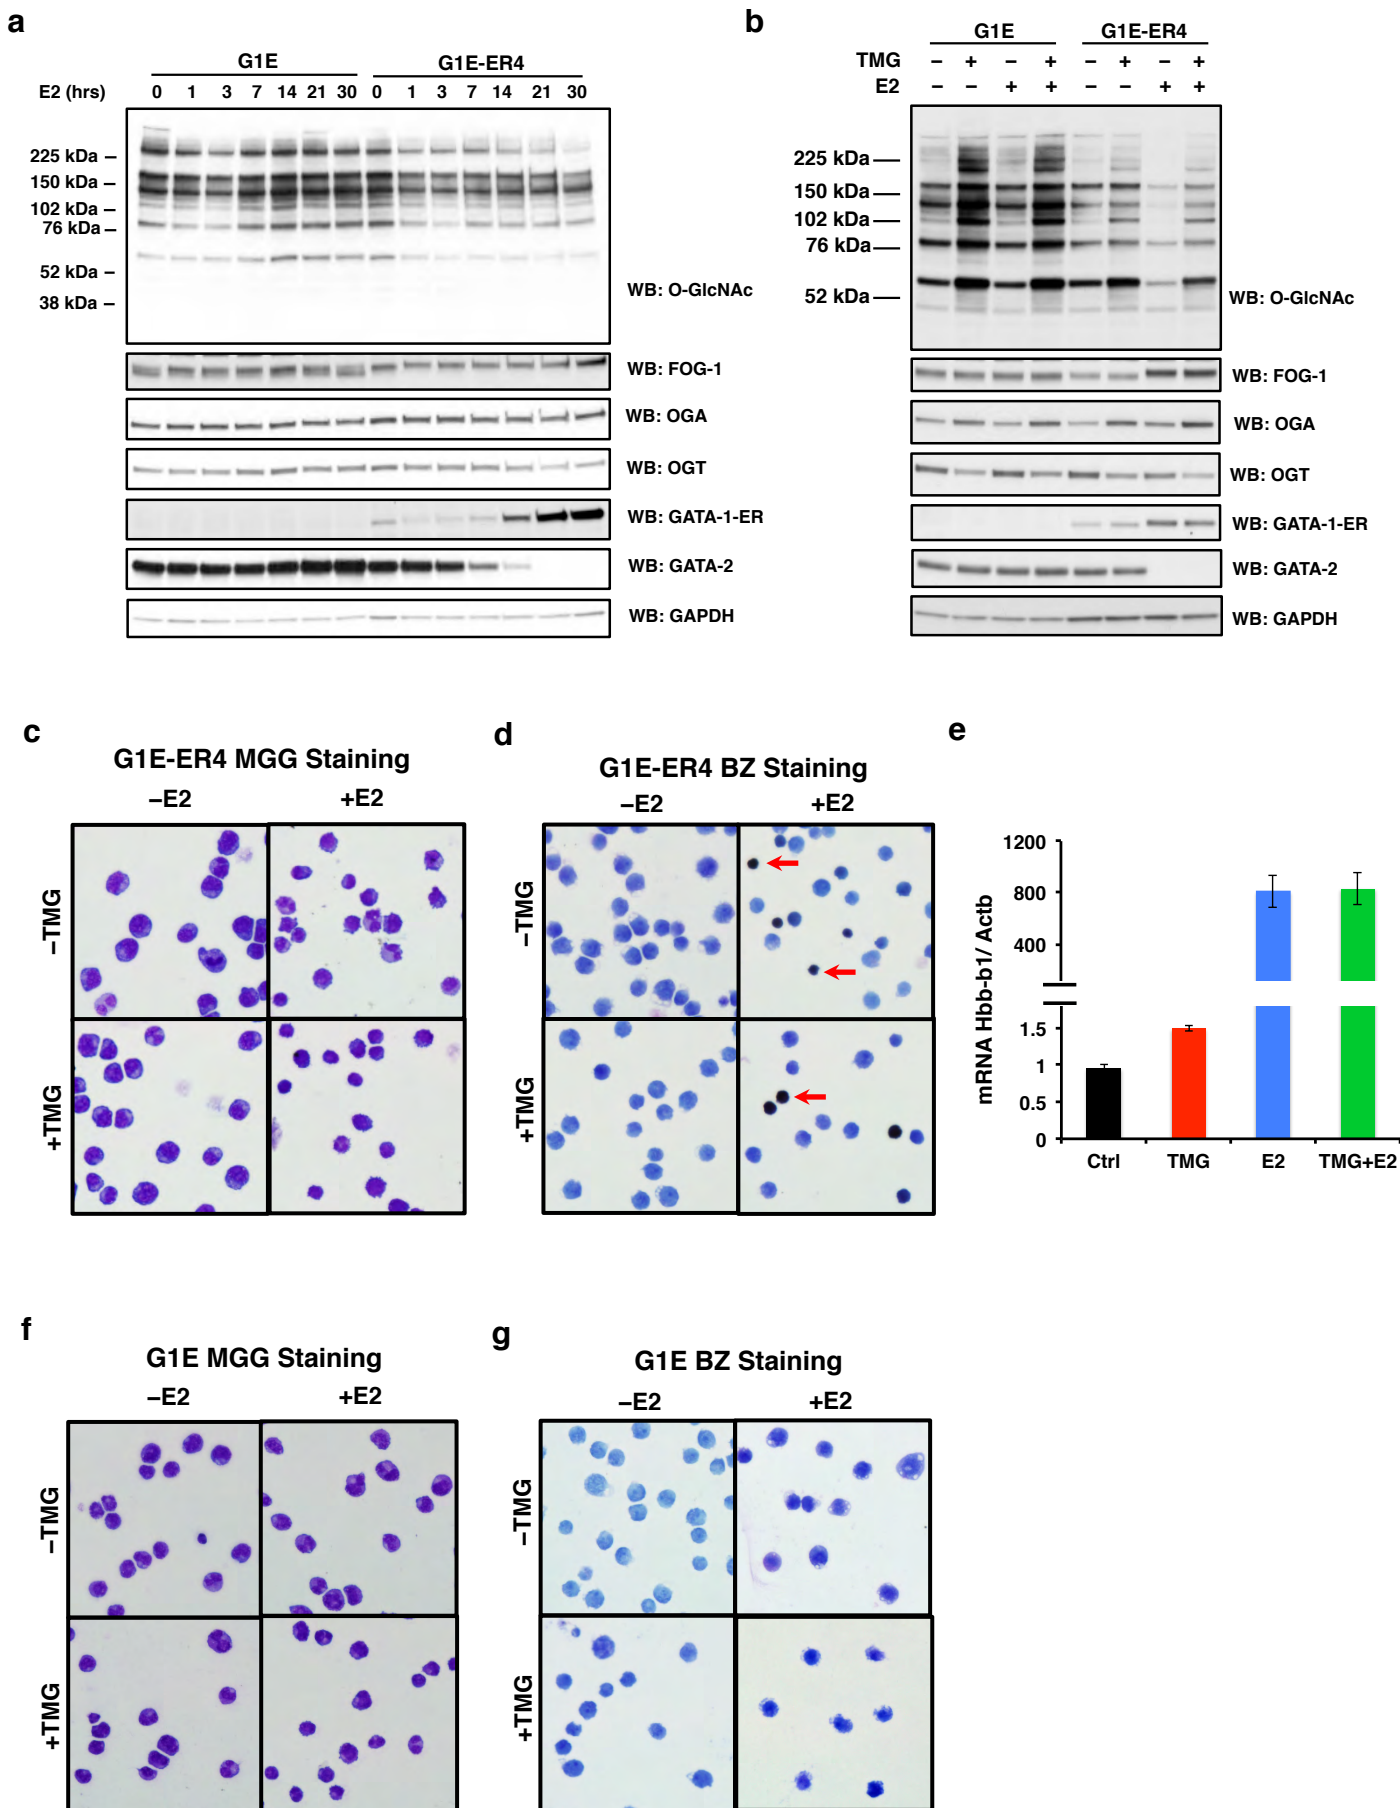 a
G1E
G1E-ER4
E2 (hrs) 0 1 3 7 14 21 30 0 1 3 7 14 21 30
225 kDa –
150 kDa –
102 kDa –
76 kDa –
52 kDa –
38 kDa –
WB: O-GlcNAc
WB: FOG-1
WB: OGA
WB: OGT
WB: GATA-1-ER
WB: GATA-2
WB: GAPDH
b
G1E
G1E-ER4
TMG – + – + – + – +
E2 – – + + – – + +
225 kDa —
150 kDa —
102 kDa —
76 kDa —
52 kDa —
WB: O-GlcNAc
WB: FOG-1
WB: OGA
WB: OGT
WB: GATA-1-ER
WB: GATA-2
WB: GAPDH
c
G1E-ER4 MGG Staining
–E2 +E2
–TMG
+TMG
d
G1E-ER4 BZ Staining
–E2 +E2
–TMG
+TMG
e
mRNA Hbb-b1/ Actb
1200
800
400
1.5
1
0.5
0
Ctrl TMG E2 TMG+E2
f
G1E MGG Staining
–E2 +E2
–TMG
+TMG
g
G1E BZ Staining
–E2 +E2
–TMG
+TMG